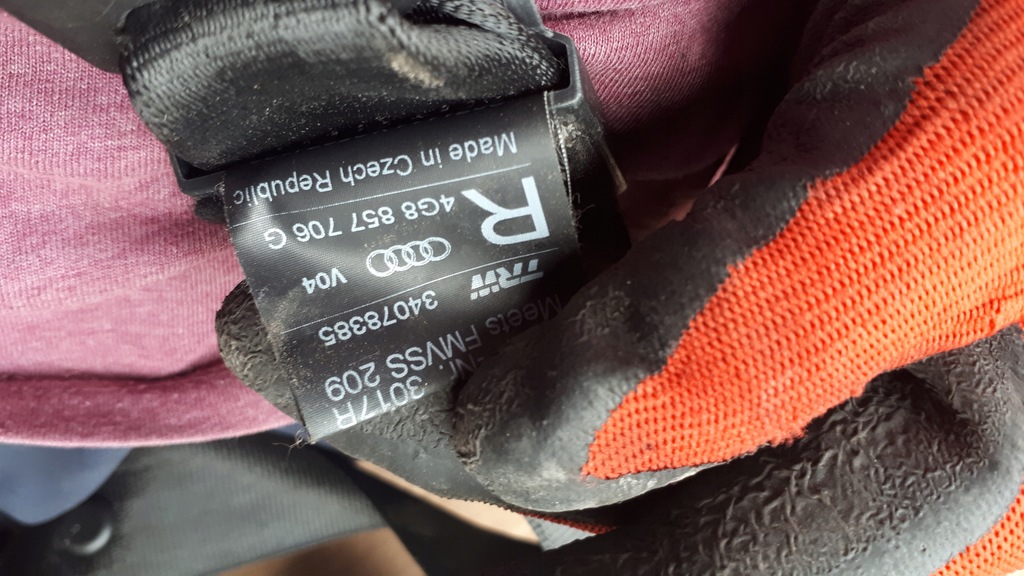 Made in Czech Republic
R 4G8 857 706 G
V04
TRW 34078385
Meets FMVSS 209
3017R